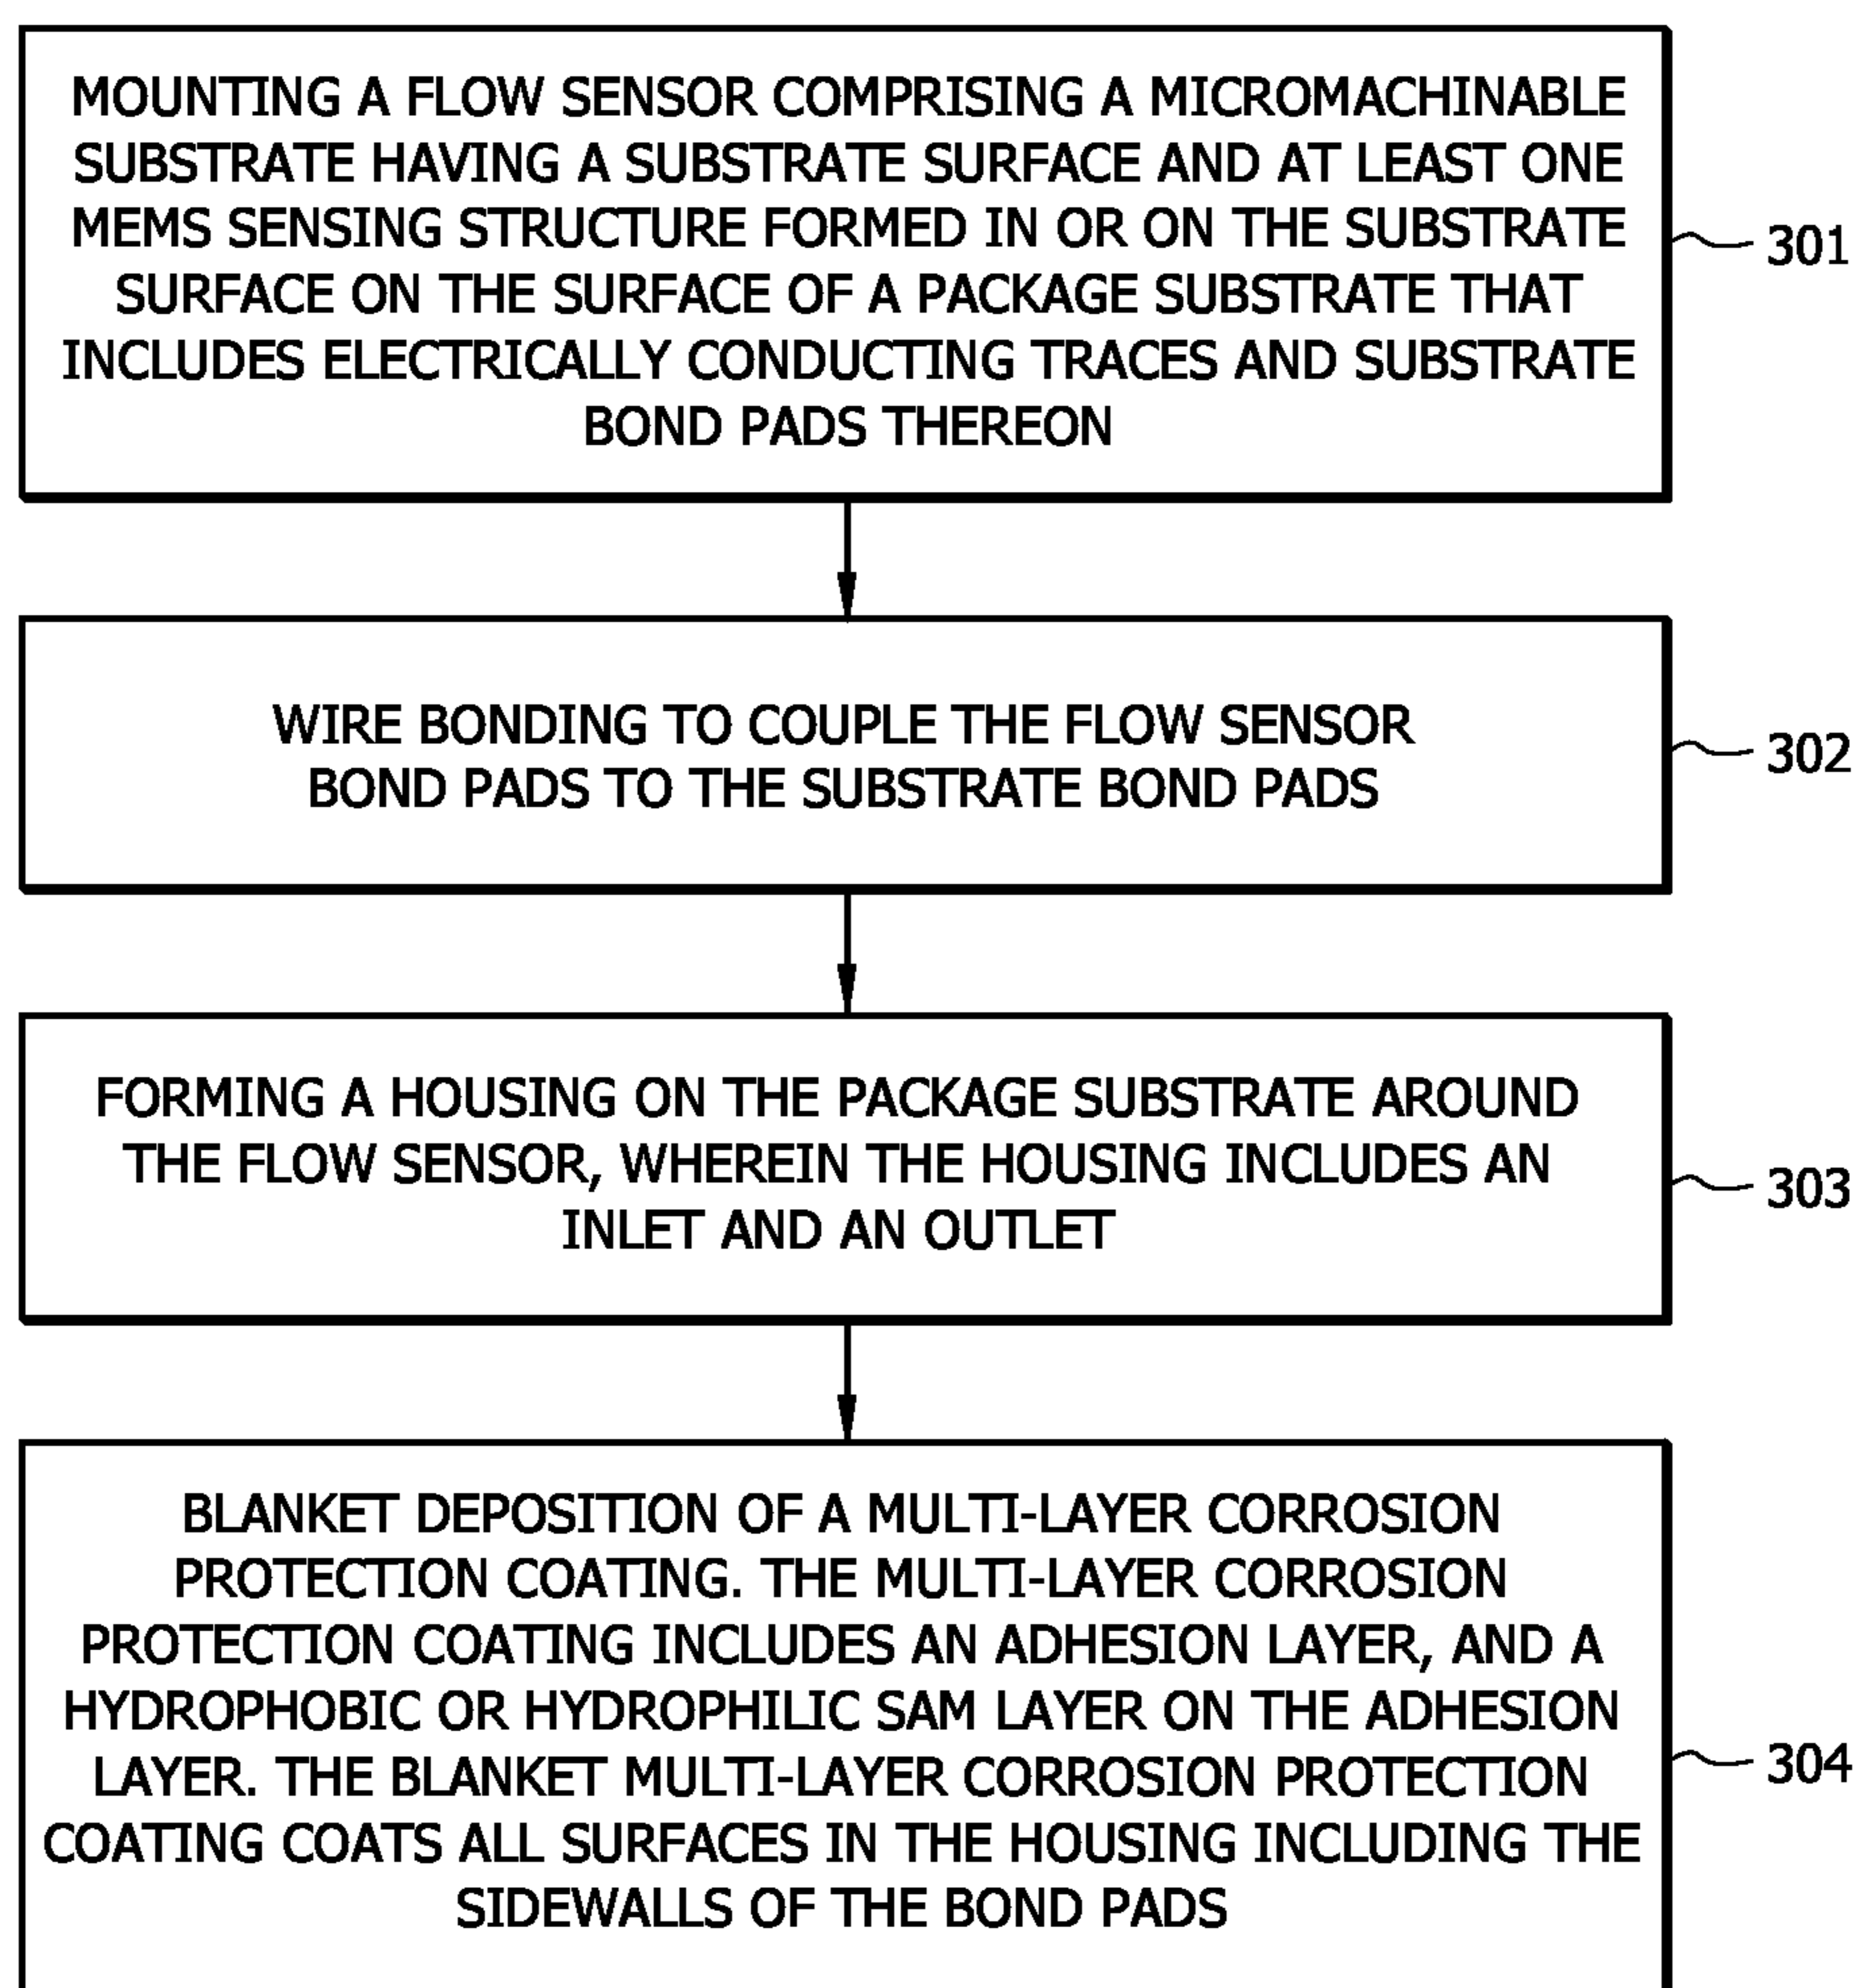 MOUNTING A FLOW SENSOR COMPRISING A MICROMACHINABLE
SUBSTRATE HAVING A SUBSTRATE SURFACE AND AT LEAST ONE
MEMS SENSING STRUCTURE FORMED IN OR ON THE SUBSTRATE
SURFACE ON THE SURFACE OF A PACKAGE SUBSTRATE THAT
INCLUDES ELECTRICALLY CONDUCTING TRACES AND SUBSTRATE
BOND PADS THEREON
301
WIRE BONDING TO COUPLE THE FLOW SENSOR
BOND PADS TO THE SUBSTRATE BOND PADS
302
FORMING A HOUSING ON THE PACKAGE SUBSTRATE AROUND
THE FLOW SENSOR, WHEREIN THE HOUSING INCLUDES AN
INLET AND AN OUTLET
303
BLANKET DEPOSITION OF A MULTI-LAYER CORROSION
PROTECTION COATING. THE MULTI-LAYER CORROSION
PROTECTION COATING INCLUDES AN ADHESION LAYER, AND A
HYDROPHOBIC OR HYDROPHILIC SAM LAYER ON THE ADHESION
LAYER. THE BLANKET MULTI-LAYER CORROSION PROTECTION
COATING COATS ALL SURFACES IN THE HOUSING INCLUDING THE
SIDEWALLS OF THE BOND PADS
304